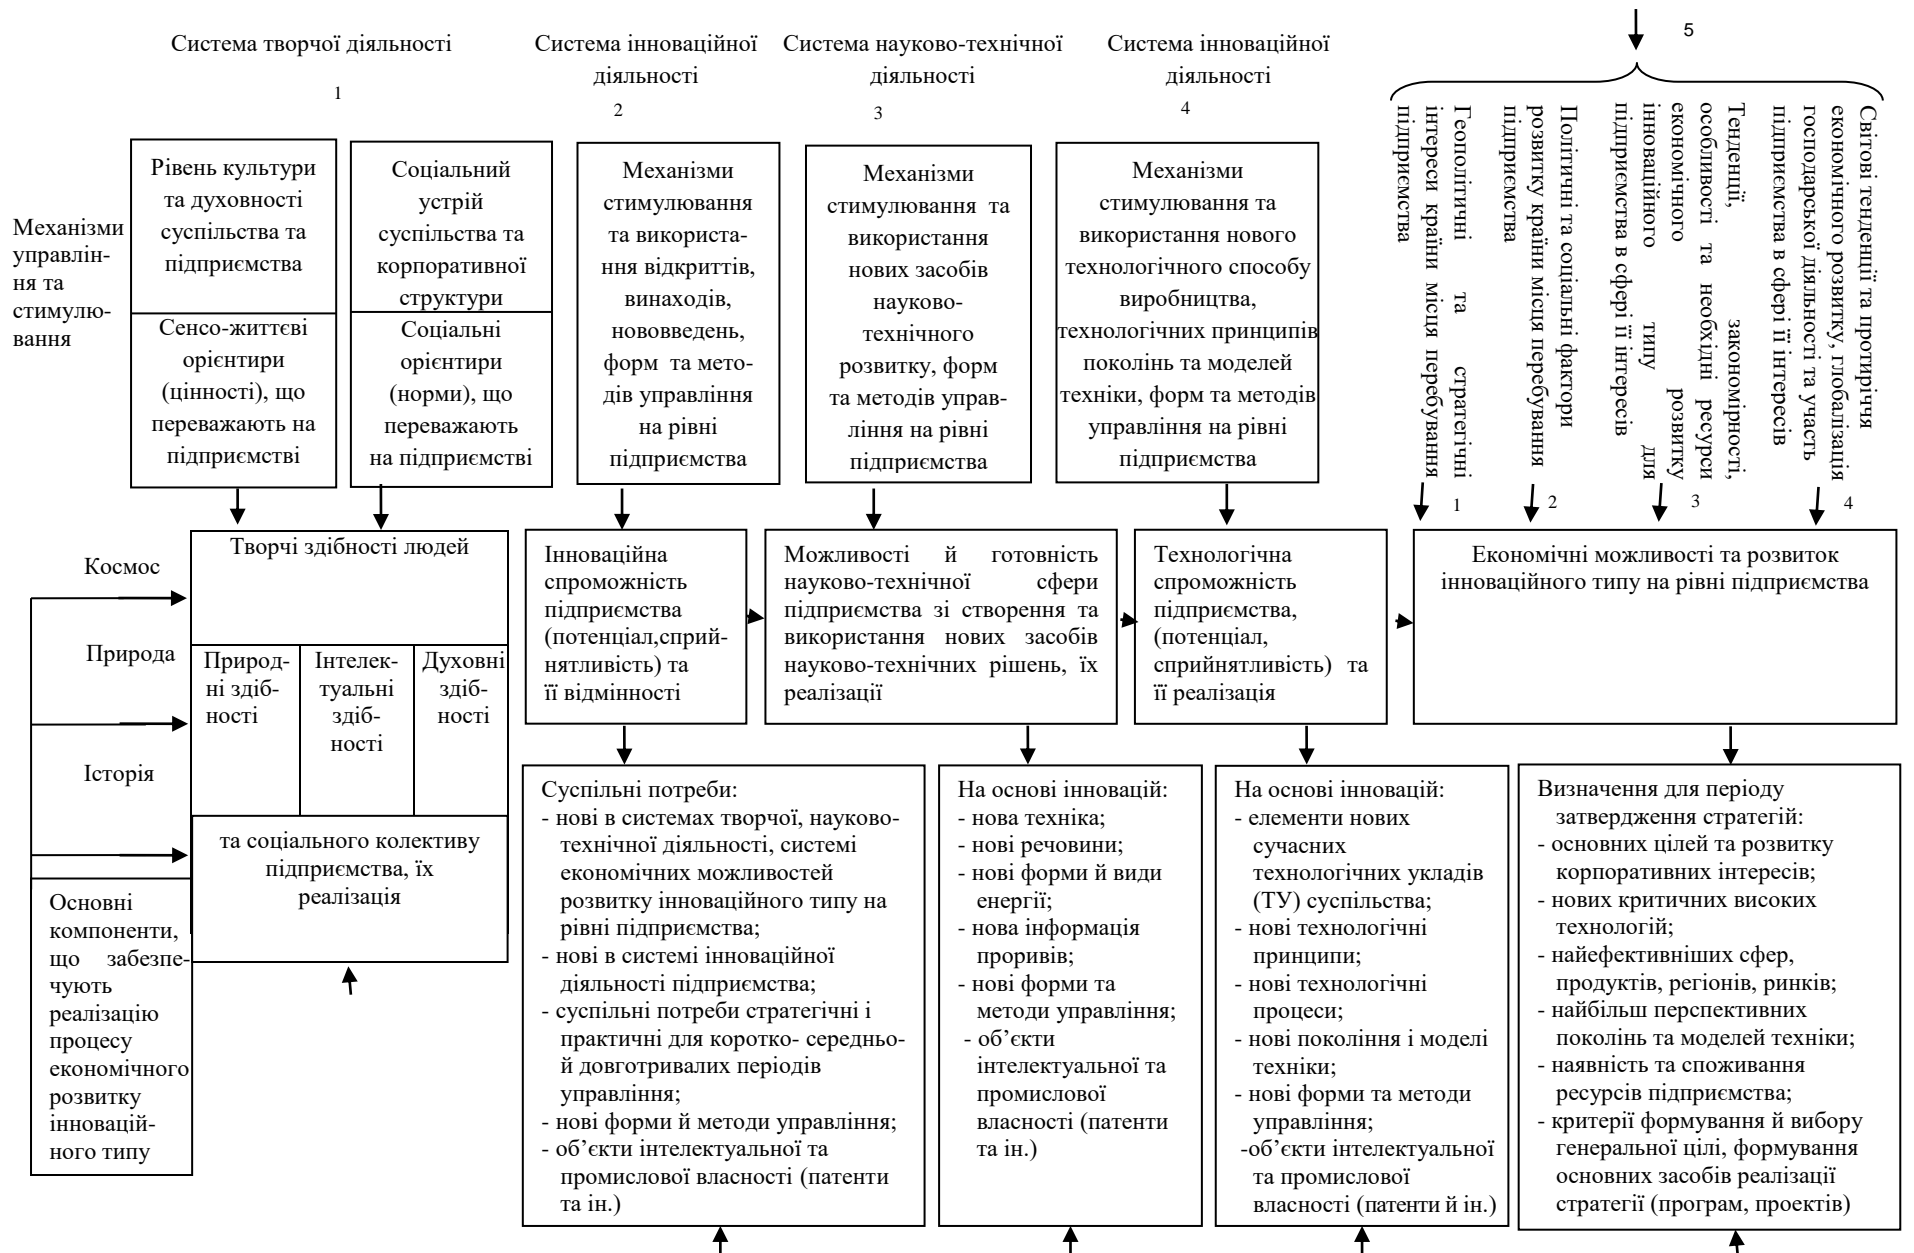 Система творчої діяльності
1
Система інноваційної
діяльності
2
Система науково-технічної
діяльності
3
Система інноваційної
діяльності
4
5
Механізми
управлін-
ня та
стимулю-
вання
Рівень культури
та духовності
суспільства та
підприємства
Сенсо-життєві
орієнтири
(цінності), що
переважають на
підприємстві
Соціальний
устрій
суспільства та
корпоративної
структури
Соціальні
орієнтири
(норми), що
переважають
на підприємстві
Механізми
стимулювання
та використа-
ння відкриттів,
винаходів,
нововведень,
форм та мето-
дів управління
на рівні
підприємства
Механізми
стимулювання та
використання
нових засобів
науково-
технічного
розвитку, форм
та методів управ-
ління на рівні
підприємства
Механізми
стимулювання та
використання нового
технологічного способу
виробництва,
технологічних принципів
поколінь та моделей
техніки, форм та методів
управління на рівні
підприємства
Геополітичні та стратегічні
інтереси країни місця перебування
підприємства
1
Політичні та соціальні фактори
розвитку країни місця перебування
підприємства
2
Тенденції, закономірності,
особливості та необхідні ресурси
економічного розвитку
інноваційного типу для
підприємства в сфері її інтересів
3
Світові тенденції та протиріччя
економічного розвитку, глобалізація
господарської діяльності та участь
підприємства в сфері її інтересів
4
Космос
Природа
Історія
Творчі здібності людей
Природ-
ні здіб-
ності
Інтелек-
туальні
здіб-
ності
Духовні
здіб-
ності
та соціального колективу
підприємства, їх
реалізація
Основні
компоненти,
що забезпе-
чують
реалізацію
процесу
економічного
розвитку
інновацій-
ного типу
Інноваційна
спроможність
підприємства
(потенціал,сприй-
нятливість) та
її відмінності
Можливості й готовність
науково-технічної сфери
підприємства зі створення та
використання нових засобів
науково-технічних рішень, їх
реалізації
Технологічна
спроможність
підприємства,
(потенціал,
сприйнятливість) та
її реалізація
Економічні можливості та розвиток
інноваційного типу на рівні підприємства
Суспільні потреби:
- нові в системах творчої, науково-
технічної діяльності, системі
економічних можливостей
розвитку інноваційного типу на
рівні підприємства;
- нові в системі інноваційної
діяльності підприємства;
- суспільні потреби стратегічні і
практичні для коротко- середньо-
й довготривалих періодів
управління;
- нові форми й методи управління;
- об’єкти інтелектуальної та
промислової власності (патенти
та ін.)
На основі інновацій:
- нова техніка;
- нові речовини;
- нові форми й види
енергії;
- нова інформація
проривів;
- нові форми та
методи управління;
- об’єкти
інтелектуальної та
промислової
власності (патенти
та ін.)
На основі інновацій:
- елементи нових
сучасних
технологічних укладів
(ТУ) суспільства;
- нові технологічні
принципи;
- нові технологічні
процеси;
- нові покоління і моделі
техніки;
- нові форми та методи
управління;
-об’єкти інтелектуальної
та промислової
власності (патенти й ін.)
Визначення для періоду
затвердження стратегій:
- основних цілей та розвитку
корпоративних інтересів;
- нових критичних високих
технологій;
- найефективніших сфер,
продуктів, регіонів, ринків;
- найбільш перспективних
поколінь та моделей техніки;
- наявність та споживання
ресурсів підприємства;
- критерії формування й вибору
генеральної цілі, формування
основних засобів реалізації
стратегії (програм, проектів)